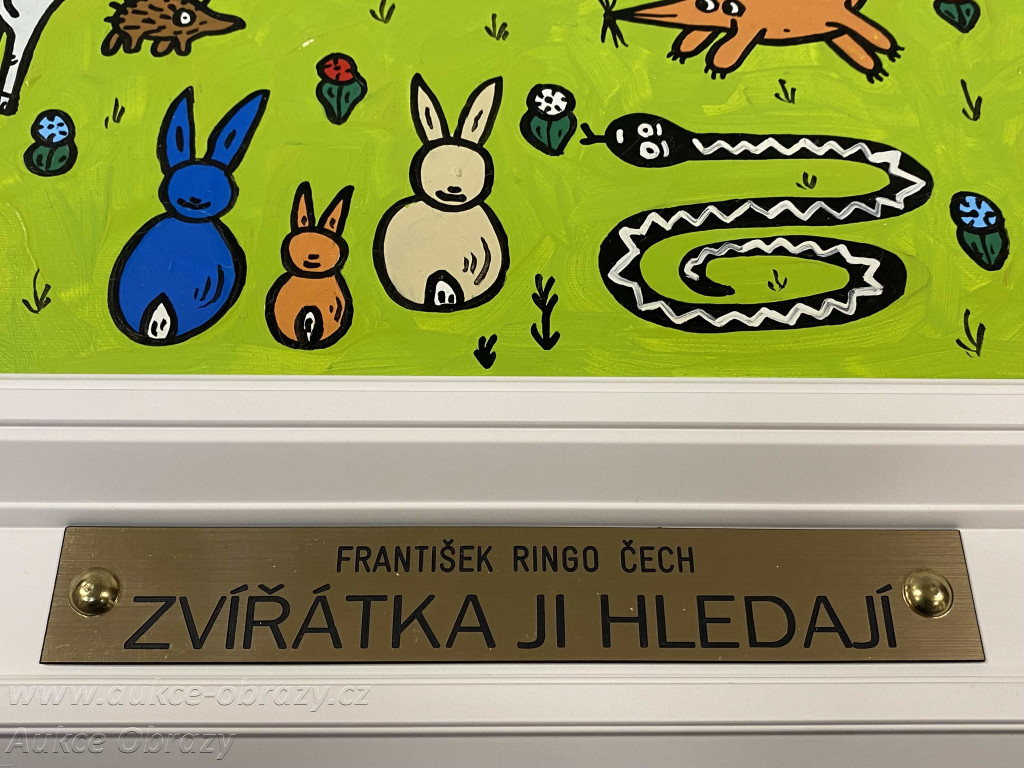 FRANTIŠEK RINGO ČECH
ZVÍŘÁTKA JI HLEDAJÍ
www.aukce-obrazy.cz
Aukce Obrazy